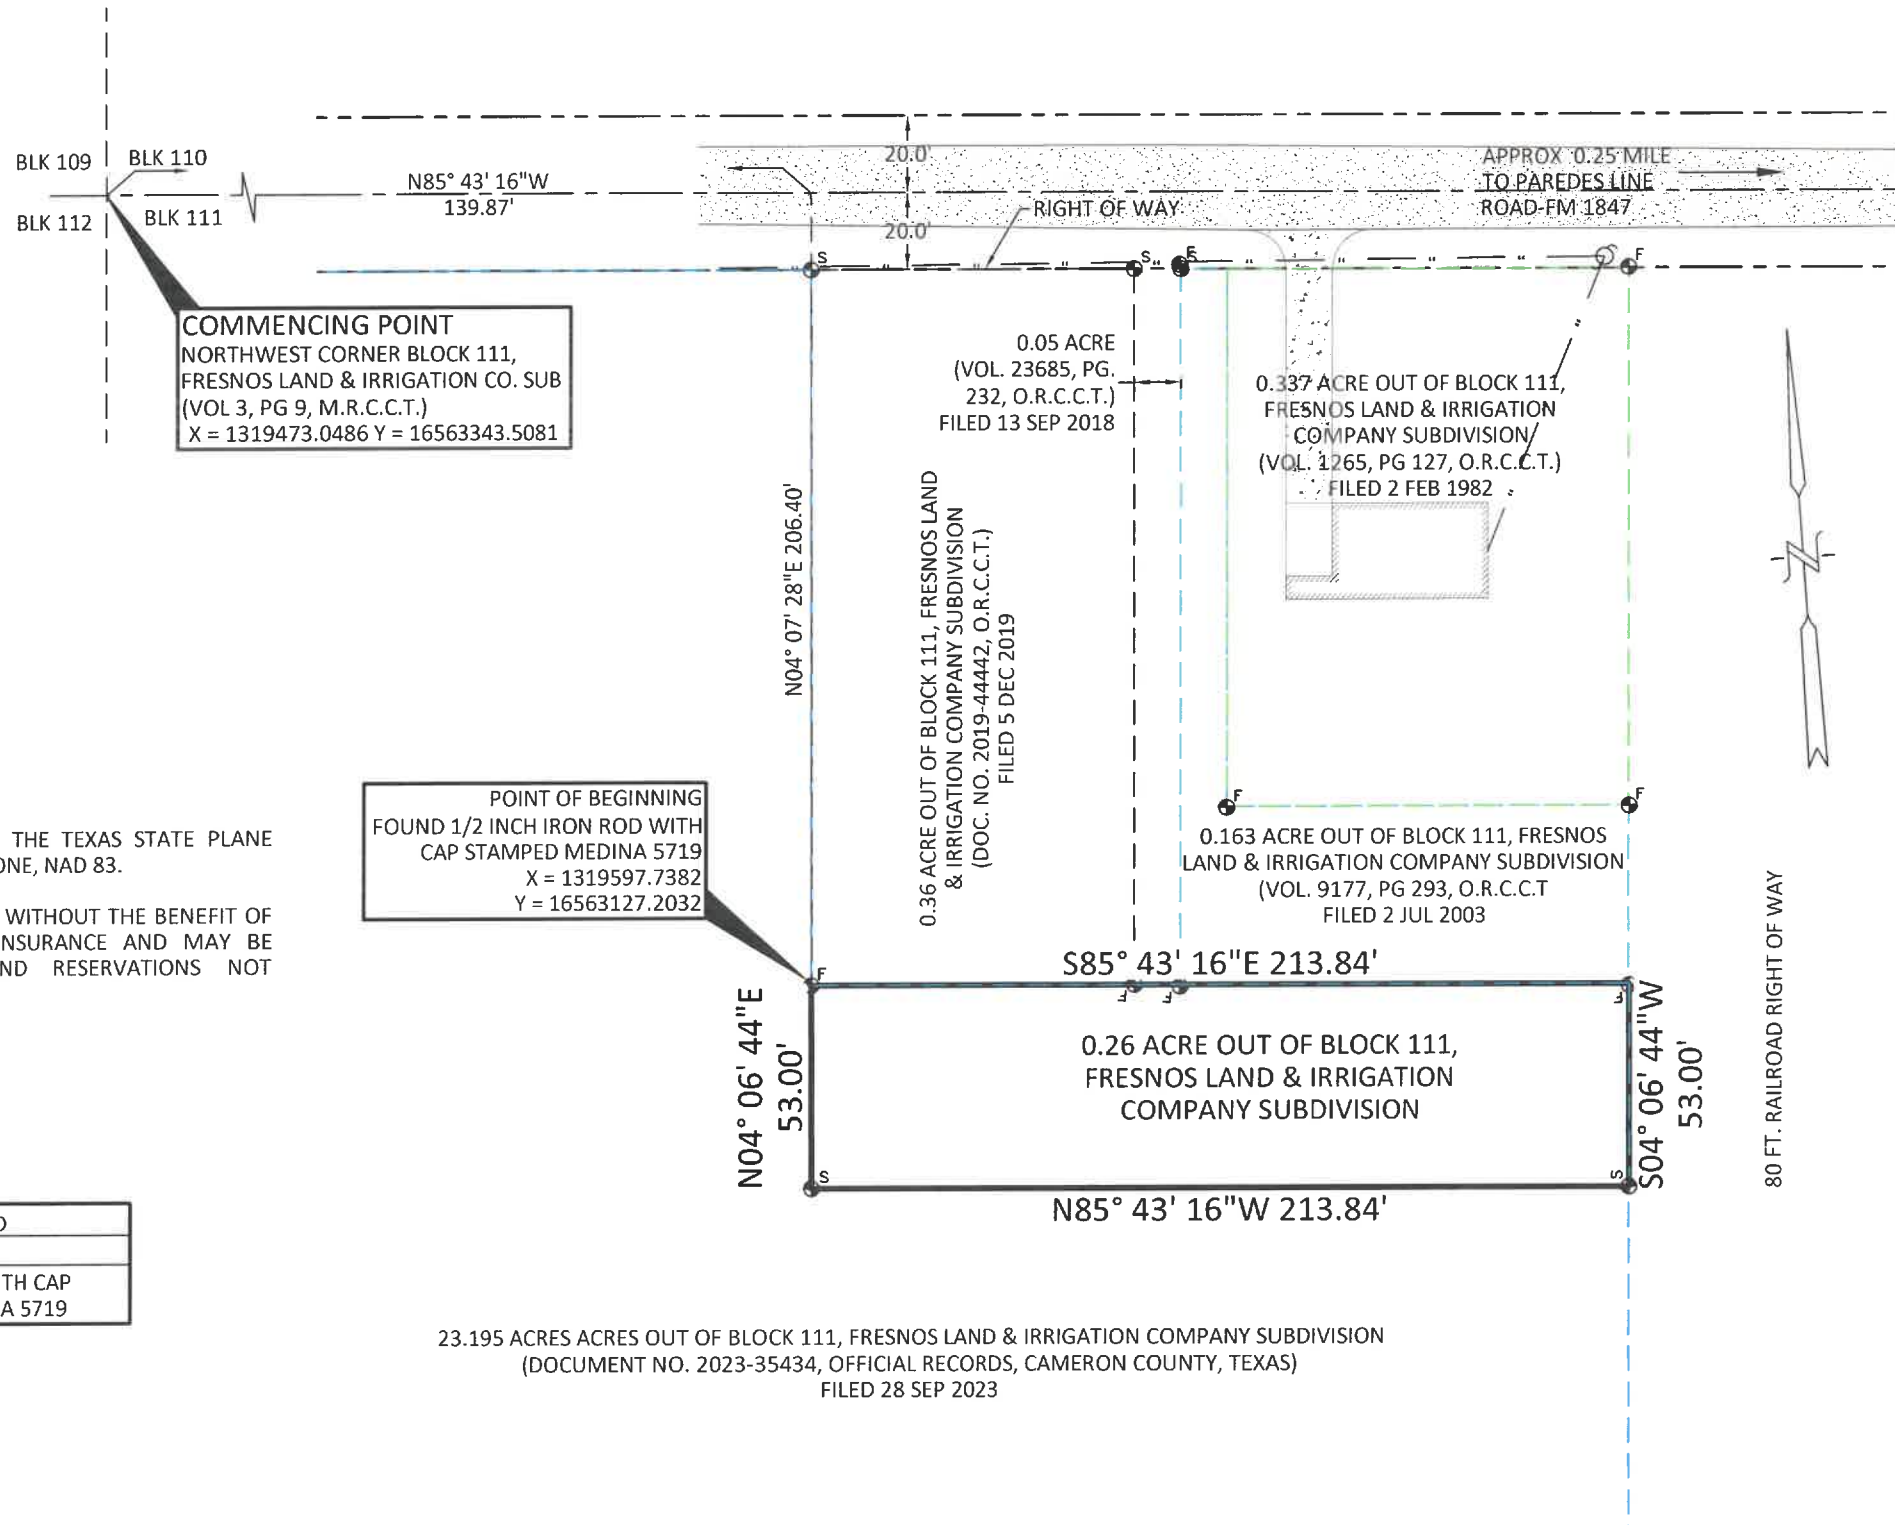 BLK 109
BLK 110
BLK 112
BLK 111
N85° 43' 16"W
139.87'
20.0'
20.0'
RIGHT OF WAY
APPROX 0.25 MILE
TO PAREDES LINE
ROAD-FM 1847
S
S
F
S
F
COMMENCING POINT
NORTHWEST CORNER BLOCK 111,
FRESNOS LAND & IRRIGATION CO. SUB
(VOL 3, PG 9, M.R.C.C.T.)
X = 1319473.0486 Y = 16563343.5081
0.05 ACRE
(VOL. 23685, PG.
232, O.R.C.C.T.)
FILED 13 SEP 2018
0.337 ACRE OUT OF BLOCK 111,
FRESNOS LAND & IRRIGATION
COMPANY SUBDIVISION
(VOL. 1265, PG 127, O.R.C.C.T.)
FILED 2 FEB 1982
N04° 07' 28"E 206.40'
0.36 ACRE OUT OF BLOCK 111, FRESNOS LAND
& IRRIGATION COMPANY SUBDIVISION
(DOC. NO. 2019-44442, O.R.C.C.T.)
FILED 5 DEC 2019
N
POINT OF BEGINNING
FOUND 1/2 INCH IRON ROD WITH
CAP STAMPED MEDINA 5719
X = 1319597.7382
Y = 16563127.2032
THE TEXAS STATE PLANE
ONE, NAD 83.
WITHOUT THE BENEFIT OF
INSURANCE AND MAY BE
ND RESERVATIONS NOT
F
F
0.163 ACRE OUT OF BLOCK 111, FRESNOS
LAND & IRRIGATION COMPANY SUBDIVISION
(VOL. 9177, PG 293, O.R.C.C.T
FILED 2 JUL 2003
80 FT. RAILROAD RIGHT OF WAY
S85° 43' 16"E 213.84'
F
F
F
F
N04° 06' 44"E
53.00'
0.26 ACRE OUT OF BLOCK 111,
FRESNOS LAND & IRRIGATION
COMPANY SUBDIVISION
S04° 06' 44"W
53.00'
S
S
N85° 43' 16"W 213.84'
D
TH CAP
A 5719
23.195 ACRES ACRES OUT OF BLOCK 111, FRESNOS LAND & IRRIGATION COMPANY SUBDIVISION
(DOCUMENT NO. 2023-35434, OFFICIAL RECORDS, CAMERON COUNTY, TEXAS)
FILED 28 SEP 2023